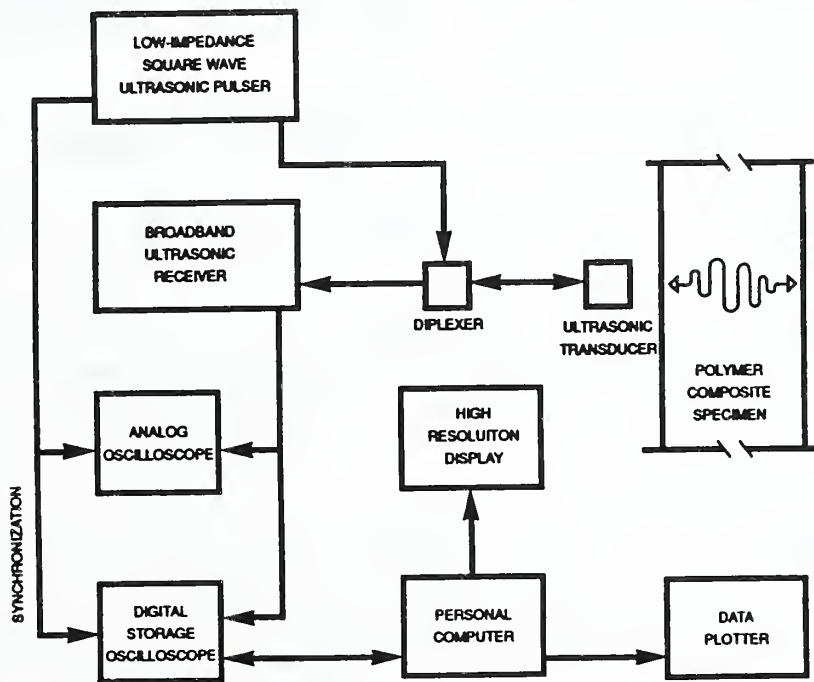 LOW-IMPEDANCE
SQUARE WAVE
ULTRASONIC PULSER
BROADBAND
ULTRASONIC
RECEIVER
DIPLEXER
ULTRASONIC
TRANSDUCER
POLYMER
COMPOSITE
SPECIMEN
ANALOG
OSCILLOSCOPE
HIGH
RESOLUITON
DISPLAY
SYNCHRONIZATION
DIGITAL
STORAGE
OSCILLOSCOPE
PERSONAL
COMPUTER
DATA
PLOTTER